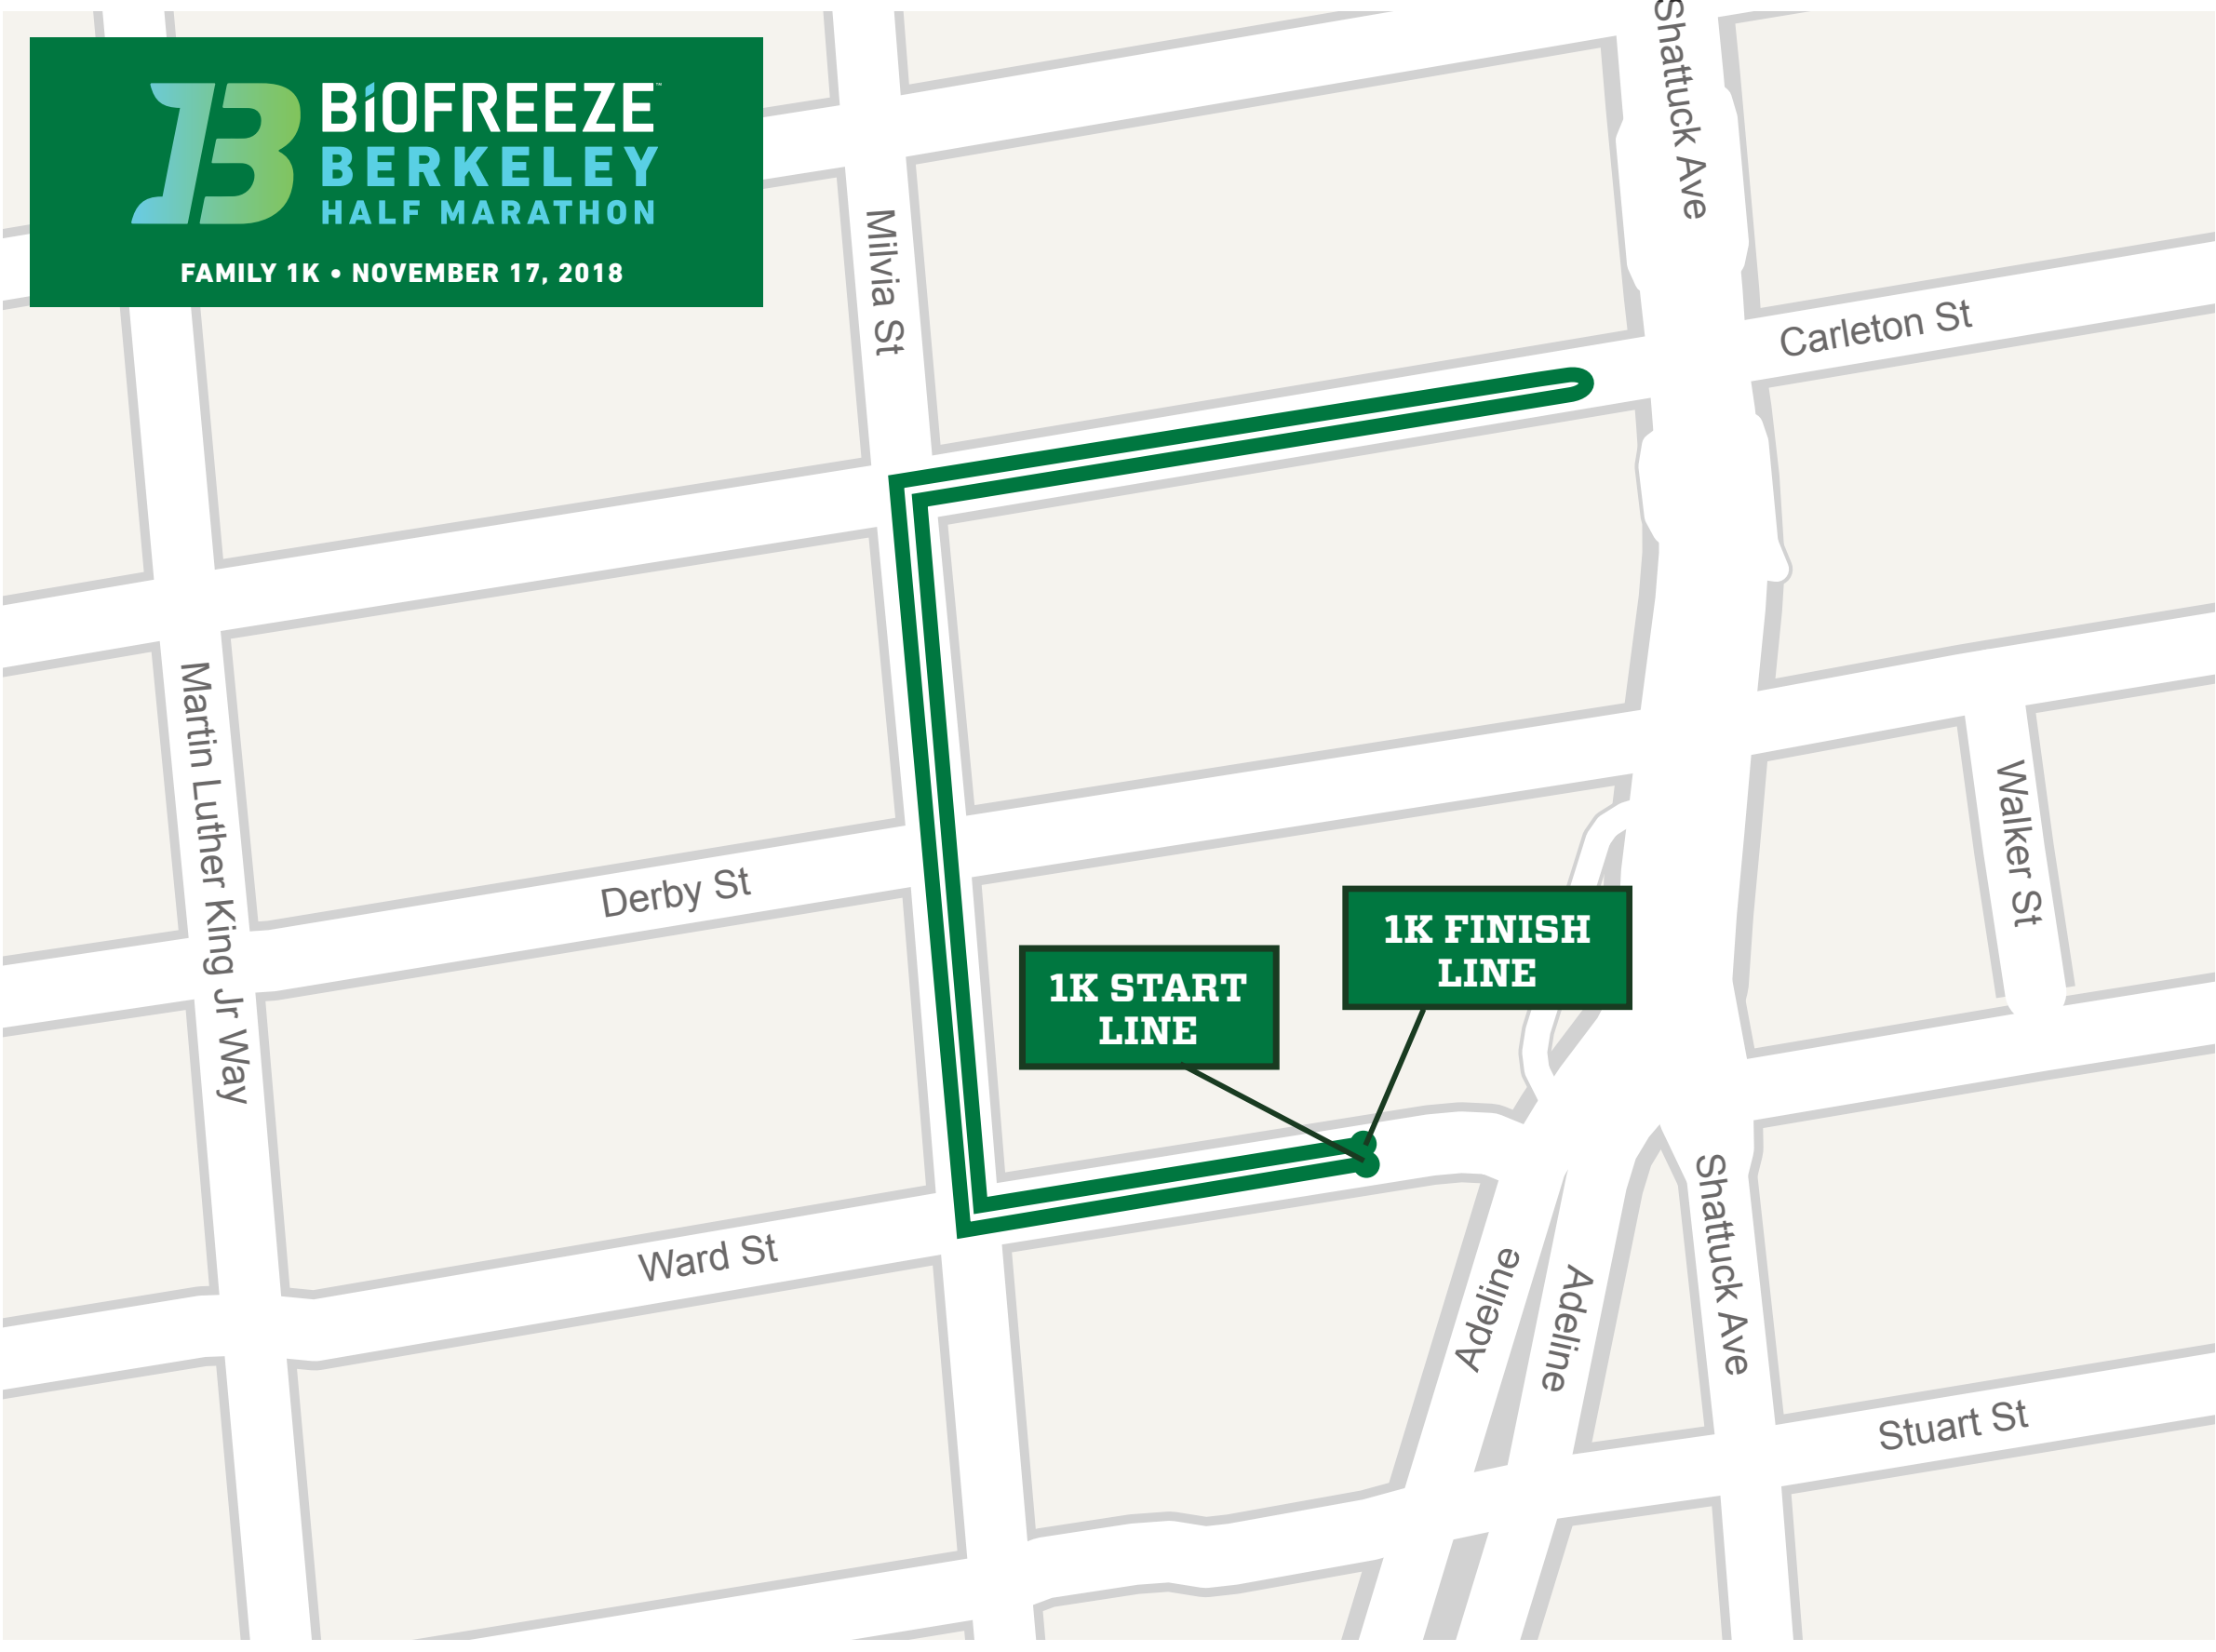 BiOFREEZE™
BERKELEY
HALF MARATHON
FAMILY 1K • NOVEMBER 17, 2018
Shattuck Ave
Milvia St
Carleton St
Martin Luther King Jr Way
Derby St
Walker St
1K FINISH
LINE
1K START
LINE
Ward St
Adeline
Adeline
Shattuck Ave
Stuart St